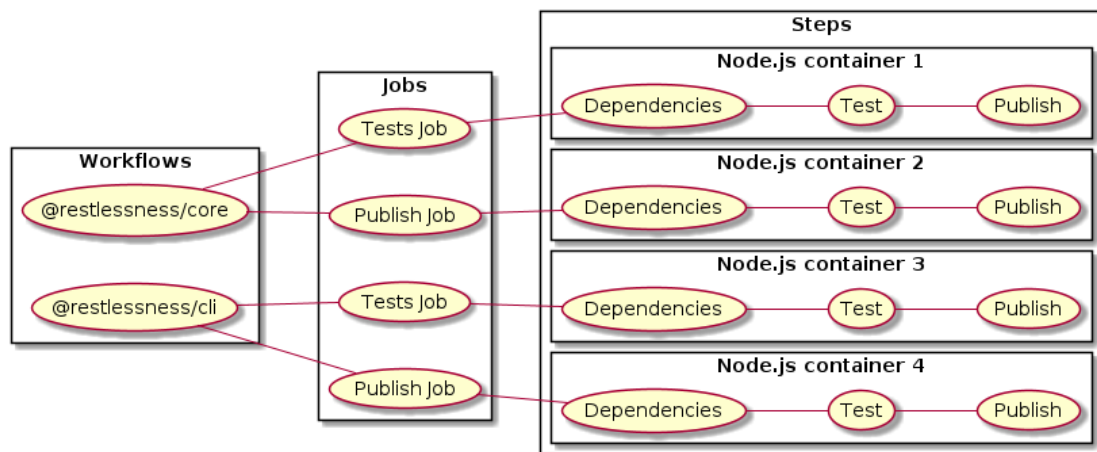 Steps
Node.js container 1
Dependencies
Test
Publish
Jobs
Tests Job
Node.js container 2
Workflows
@restlessness/core
Publish Job
Dependencies
Test
Publish
Node.js container 3
@restlessness/cli
Tests Job
Dependencies
Test
Publish
Node.js container 4
Publish Job
Dependencies
Test
Publish